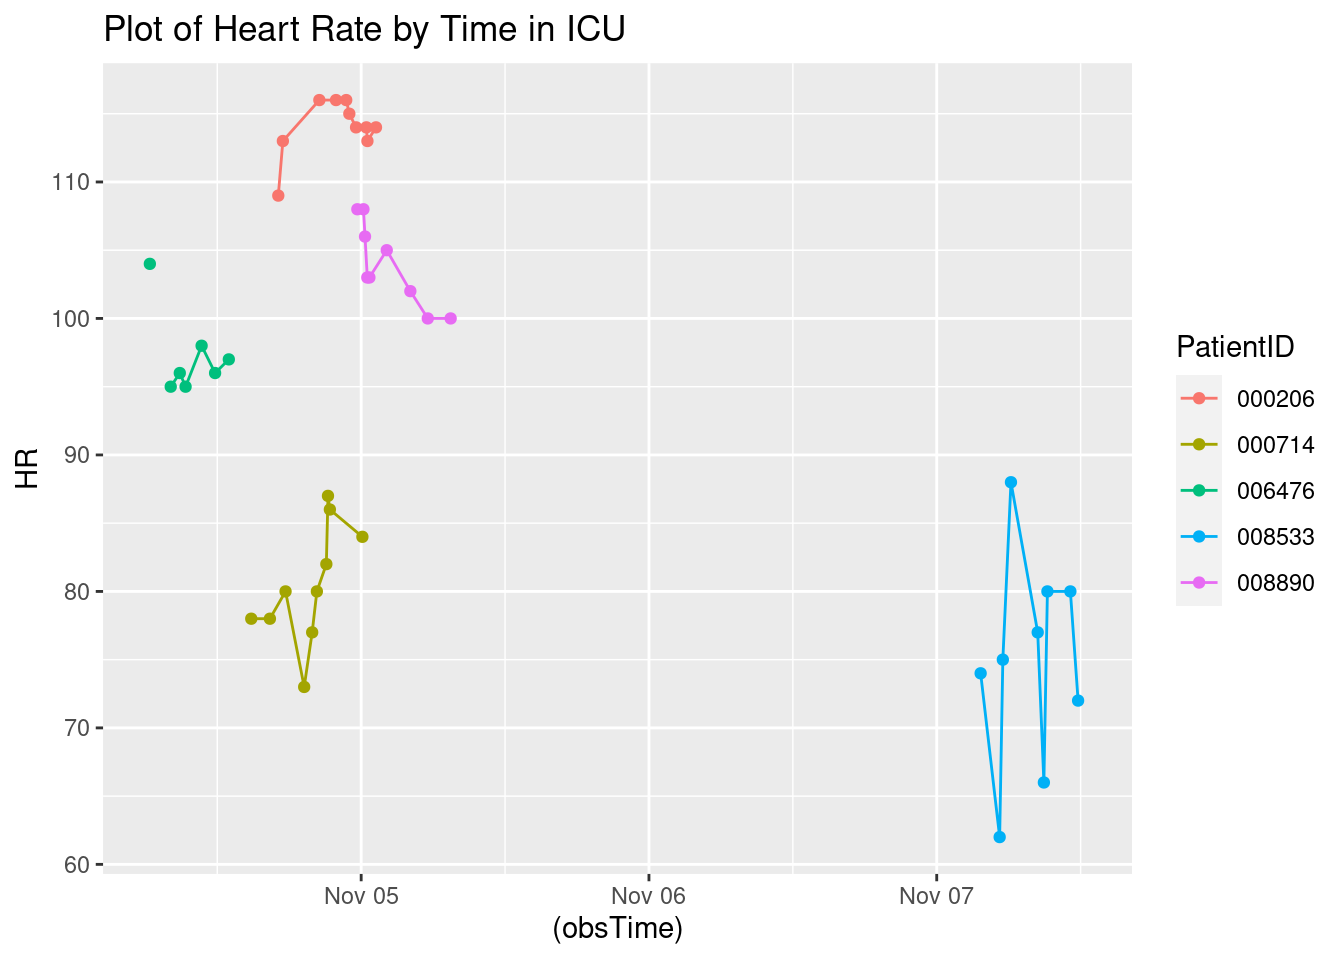 Plot of Heart Rate by Time in ICU
HR
110
100
90
80
70
60
Nov 05
Nov 06
Nov 07
(obsTime)
PatientID
000206
000714
006476
008533
008890